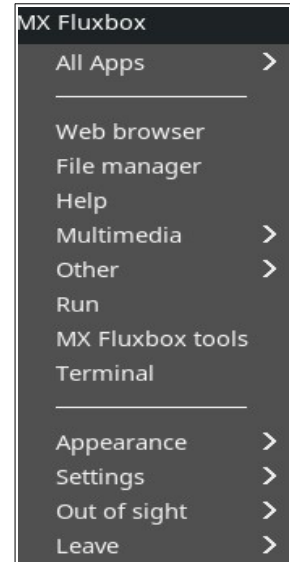 MX Fluxbox
All Apps
Web browser
File manager
Help
Multimedia
Other
Run
MX Fluxbox tools
Terminal
Appearance
Settings
Out of sight
Leave